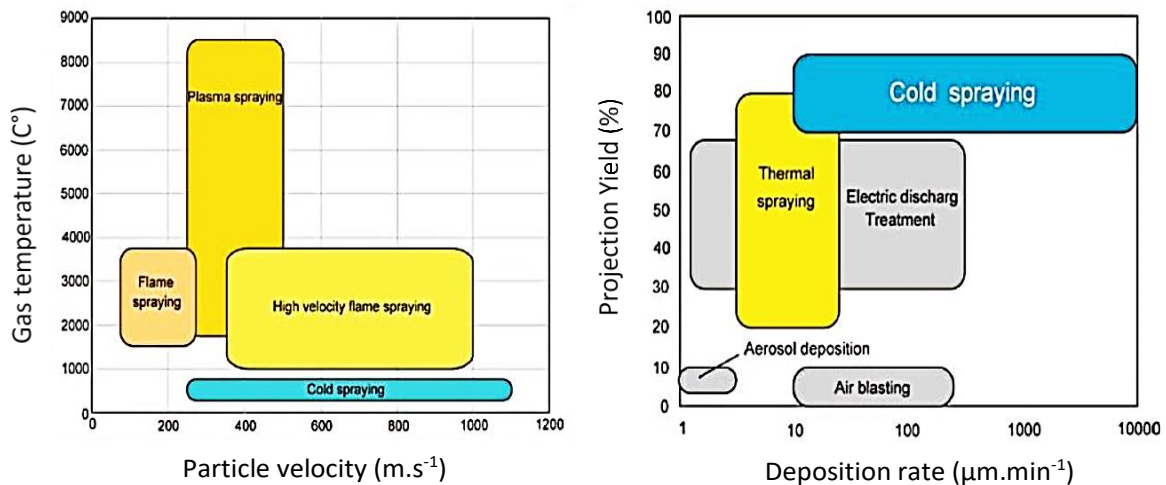 9000
8000
7000
6000
5000
4000
3000
2000
1000
0
Gas temperature (C°)
Plasma spraying
Flame
spraying
High velocity flame spraying
Cold spraying
0
200
400
600
800
1000
1200
Particle velocity (m.s⁻¹)
100
90
80
70
60
50
40
30
20
10
0
Projection Yield (%)
Cold spraying
Thermal
spraying
Electric discharg
Treatment
Aerosol deposition
Air blasting
1
10
100
1000
10000
Deposition rate (µm.min⁻¹)